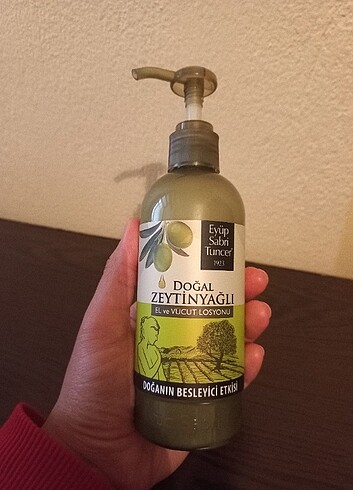 Eyüp
Sabri
Tuncer
1923
DOĞAL
ZEYTİNYAĞLI
EL ve VÜCUT LOSYONU
DOĞANIN BESLEYİCİ ETKİSİ